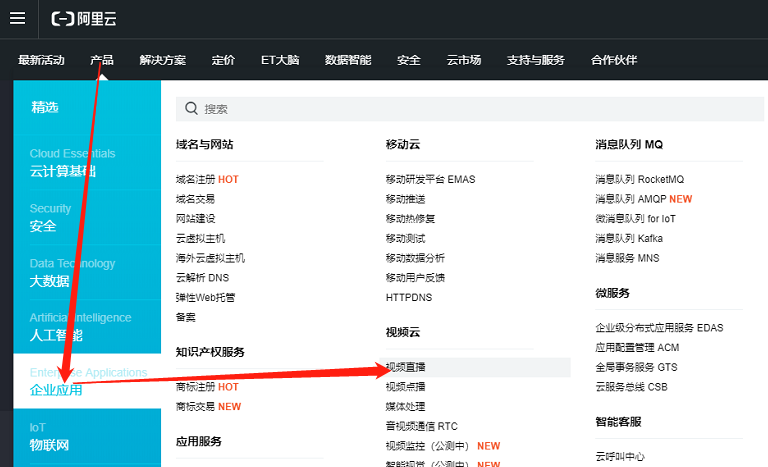 阿里云
最新活动 产品 解决方案 定价 ET大脑 数据智能 安全 云市场 支持与服务 合作伙伴
精选
Cloud Essentials
云计算基础
Security
安全
Data Technology
大数据
Artificial Intelligence
人工智能
Enterprise Applications
企业应用
IoT
物联网
搜索
域名与网站
域名注册 HOT
域名交易
网站建设
云虚拟主机
海外云虚拟主机
云解析 DNS
弹性Web托管
备案
知识产权服务
商标注册 HOT
商标交易 NEW
应用服务
移动云
移动研发平台 EMAS
移动推送
移动热修复
移动测试
移动数据分析
移动用户反馈
HTTPDNS
视频云
视频直播
视频点播
媒体处理
音视频通信 RTC
视频监控（公测中） NEW
智能视觉（公测中） NEW
消息队列 MQ
消息队列 RocketMQ
消息队列 AMQP NEW
微消息队列 for IoT
消息队列 Kafka
消息服务 MNS
微服务
企业级分布式应用服务 EDAS
应用配置管理 ACM
全局事务服务 GTS
云服务总线 CSB
智能客服
云呼叫中心